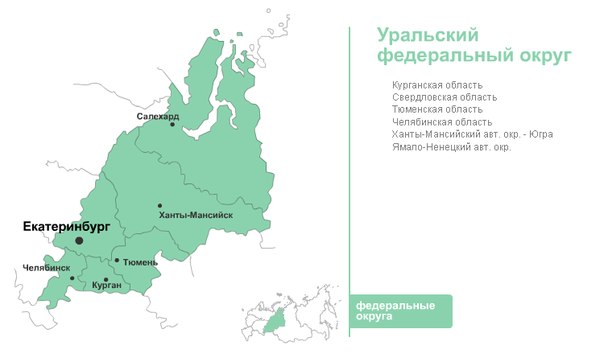 Уральский
федеральный округ
Курганская область
Свердловская область
Тюменская область
Челябинская область
Ханты-Мансийский авт. окр. - Югра
Ямало-Ненецкий авт. окр.
Салехард
Ханты-Мансийск
Екатеринбург
Тюмень
Челябинск
Курган
федеральные
округа